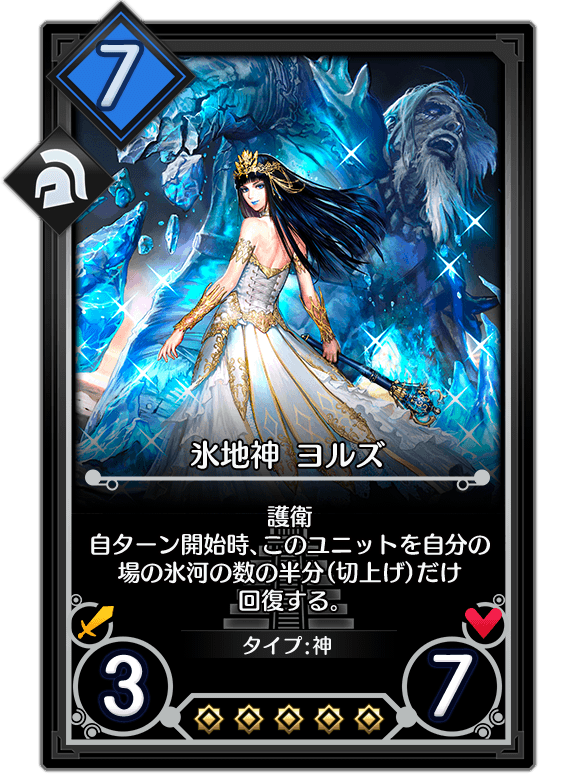 7
氷地神 ヨルズ
護衛
自ターン開始時、このユニットを自分の
場の氷河の数の半分(切上げ)だけ
回復する。
タイプ:神
3
7